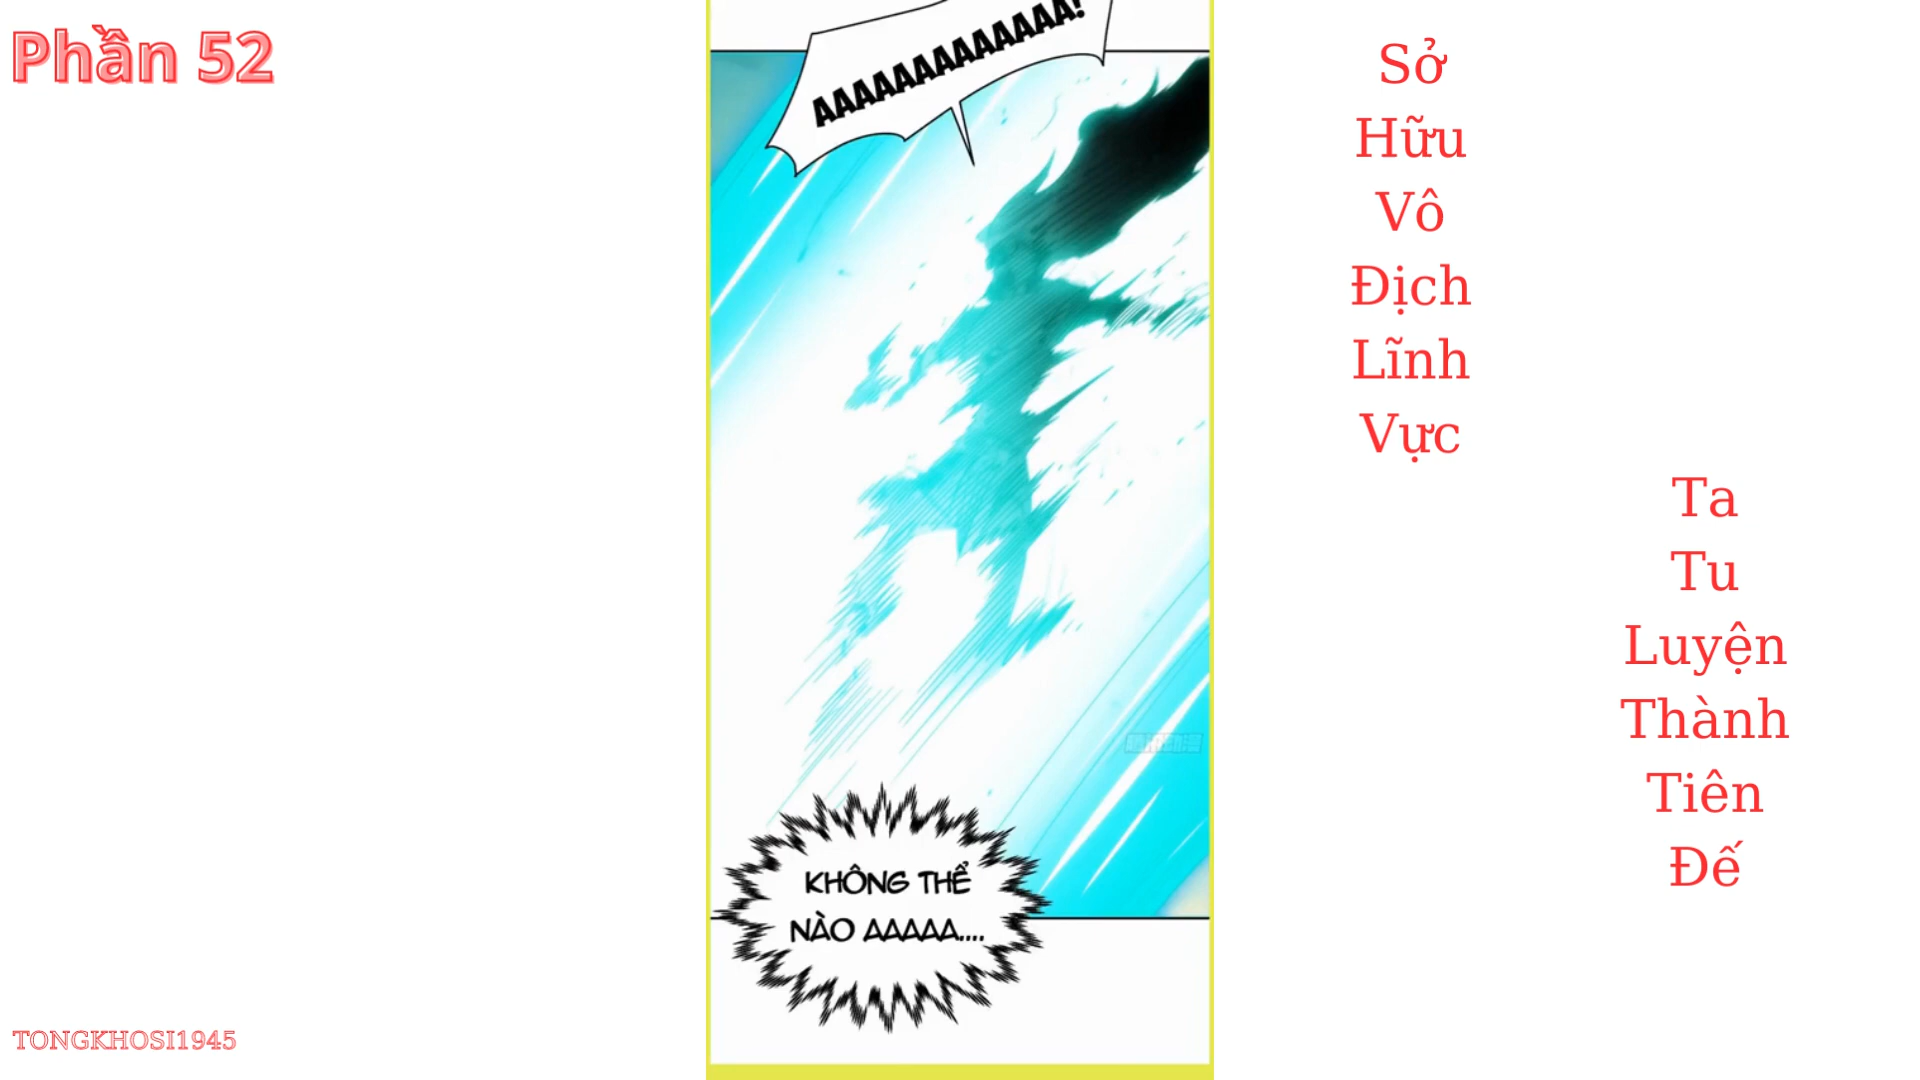 Phần 52
AAAAAAAAAAAAA!
KHÔNG THỂ
NÀO AAAAA....
Sở
Hữu
Vô
Địch
Lĩnh
Vực
Ta
Tu
Luyện
Thành
Tiên
Đế
TONGKHOSI1945